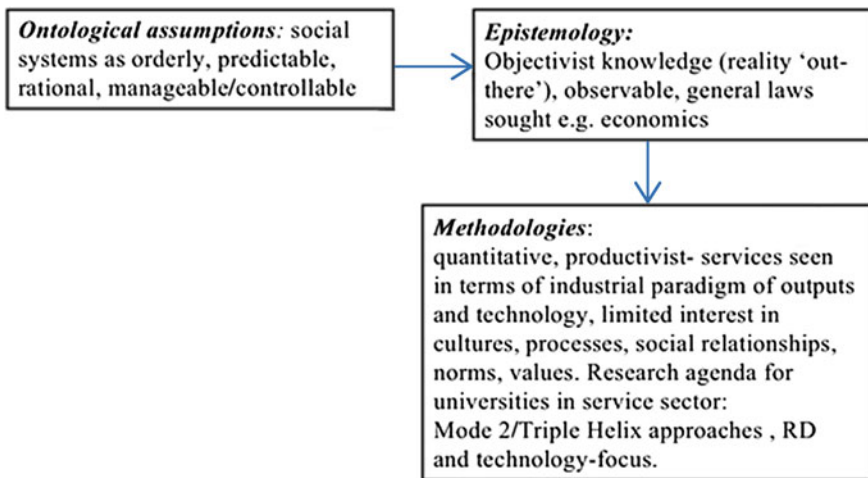 Ontological assumptions: social
systems as orderly, predictable,
rational, manageable/controllable
Epistemology:
Objectivist knowledge (reality ‘out-
there’), observable, general laws
sought e.g. economics
Methodologies:
quantitative, productivist- services seen
in terms of industrial paradigm of outputs
and technology, limited interest in
cultures, processes, social relationships,
norms, values. Research agenda for
universities in service sector:
Mode 2/Triple Helix approaches , RD
and technology-focus.